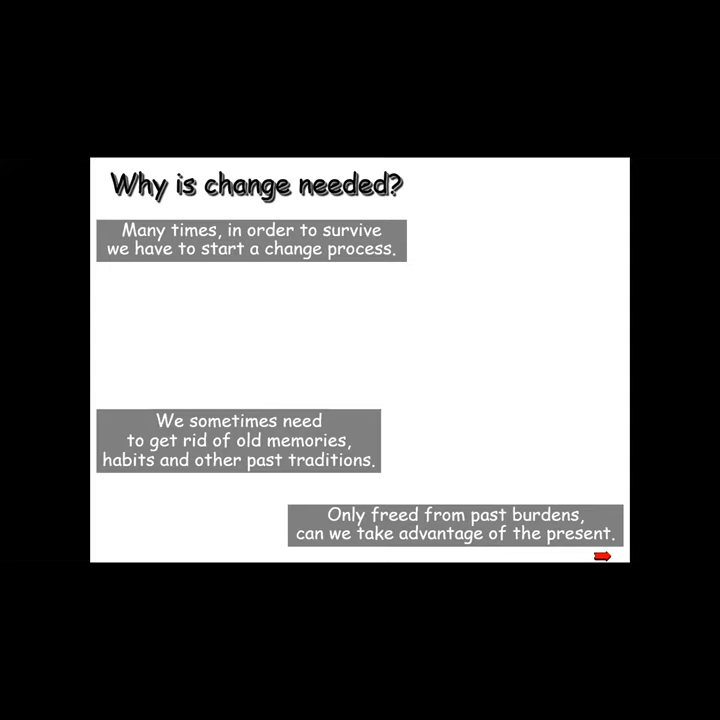 Why is change needed?
Many times, in order to survive
we have to start a change process.
We sometimes need
to get rid of old memories,
habits and other past traditions.
Only freed from past burdens,
can we take advantage of the present.